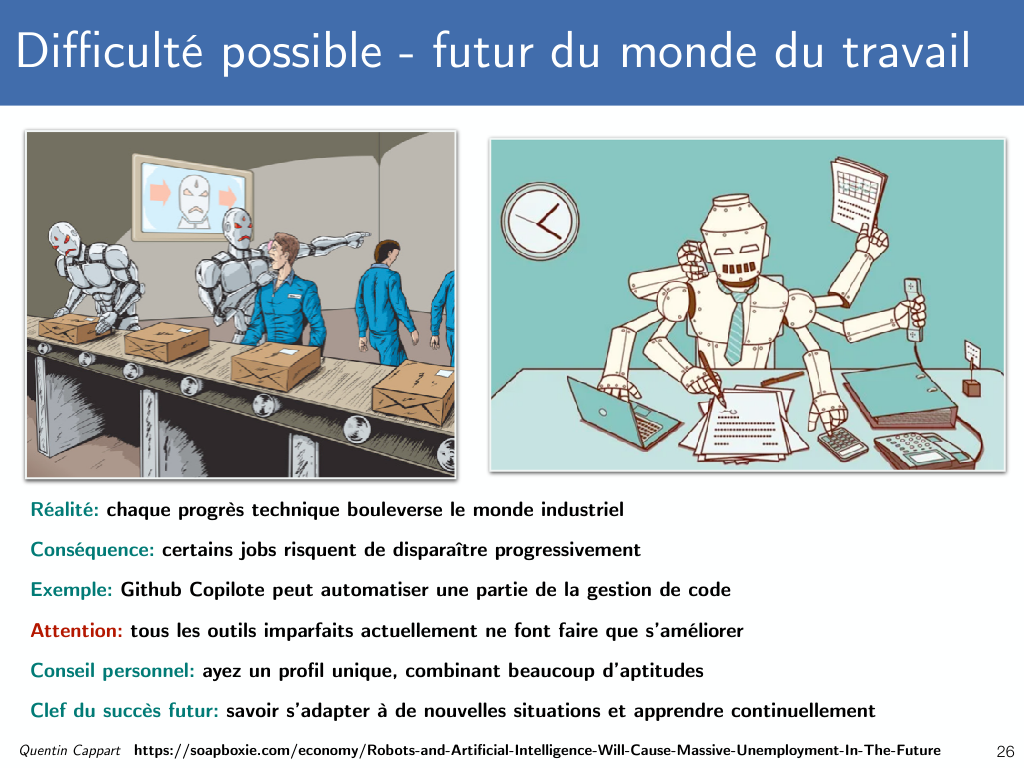 Difficulté possible - futur du monde du travail
Réalité: chaque progrès technique bouleverse le monde industriel
Conséquence: certains jobs risquent de disparaître progressivement
Exemple: Github Copilote peut automatiser une partie de la gestion de code
Attention: tous les outils imparfaits actuellement ne font faire que s'améliorer
Conseil personnel: ayez un profil unique, combinant beaucoup d'aptitudes
Clef du succès futur: savoir s'adapter à de nouvelles situations et apprendre continuellement
Quentin Cappart https://soapboxie.com/economy/Robots-and-Artificial-Intelligence-Will-Cause-Massive-Unemployment-In-The-Future 26